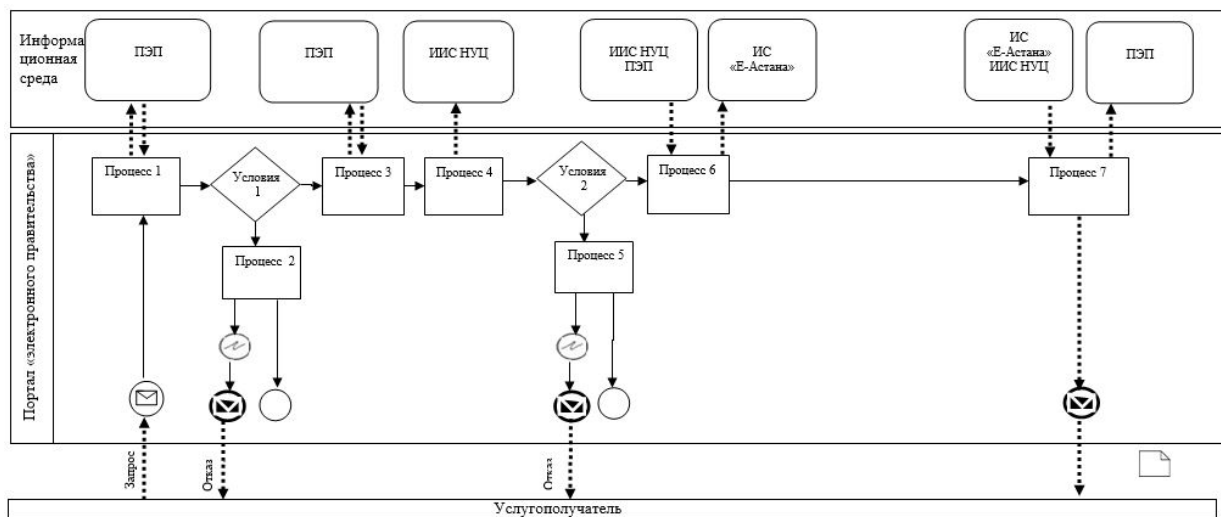 Информа
ционная
среда
ПЭП
ПЭП
ИИС НУЦ
ИИС НУЦ
ПЭП
ИС
«Е-Астана»
ИС
«Е-Астана»
ИИС НУЦ
ПЭП
Портал «электронного правительства»
Процесс 1
Условия
1
Процесс 3
Процесс 4
Условия
2
Процесс 6
Процесс 7
Процесс 2
Процесс 5
Запрос
Отказ
Отказ
Услугополучатель